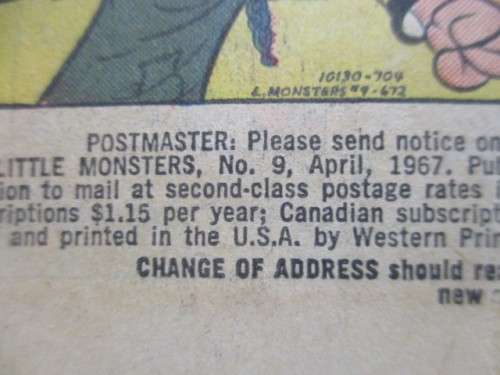 10130-704
L. MONSTERS #9-672
POSTMASTER: Please send notice on
LITTLE MONSTERS, No. 9, April, 1967. Pu
ion to mail at second-class postage rates
riptions $1.15 per year; Canadian subscripti
and printed in the U.S.A. by Western Prin
CHANGE OF ADDRESS should re
new